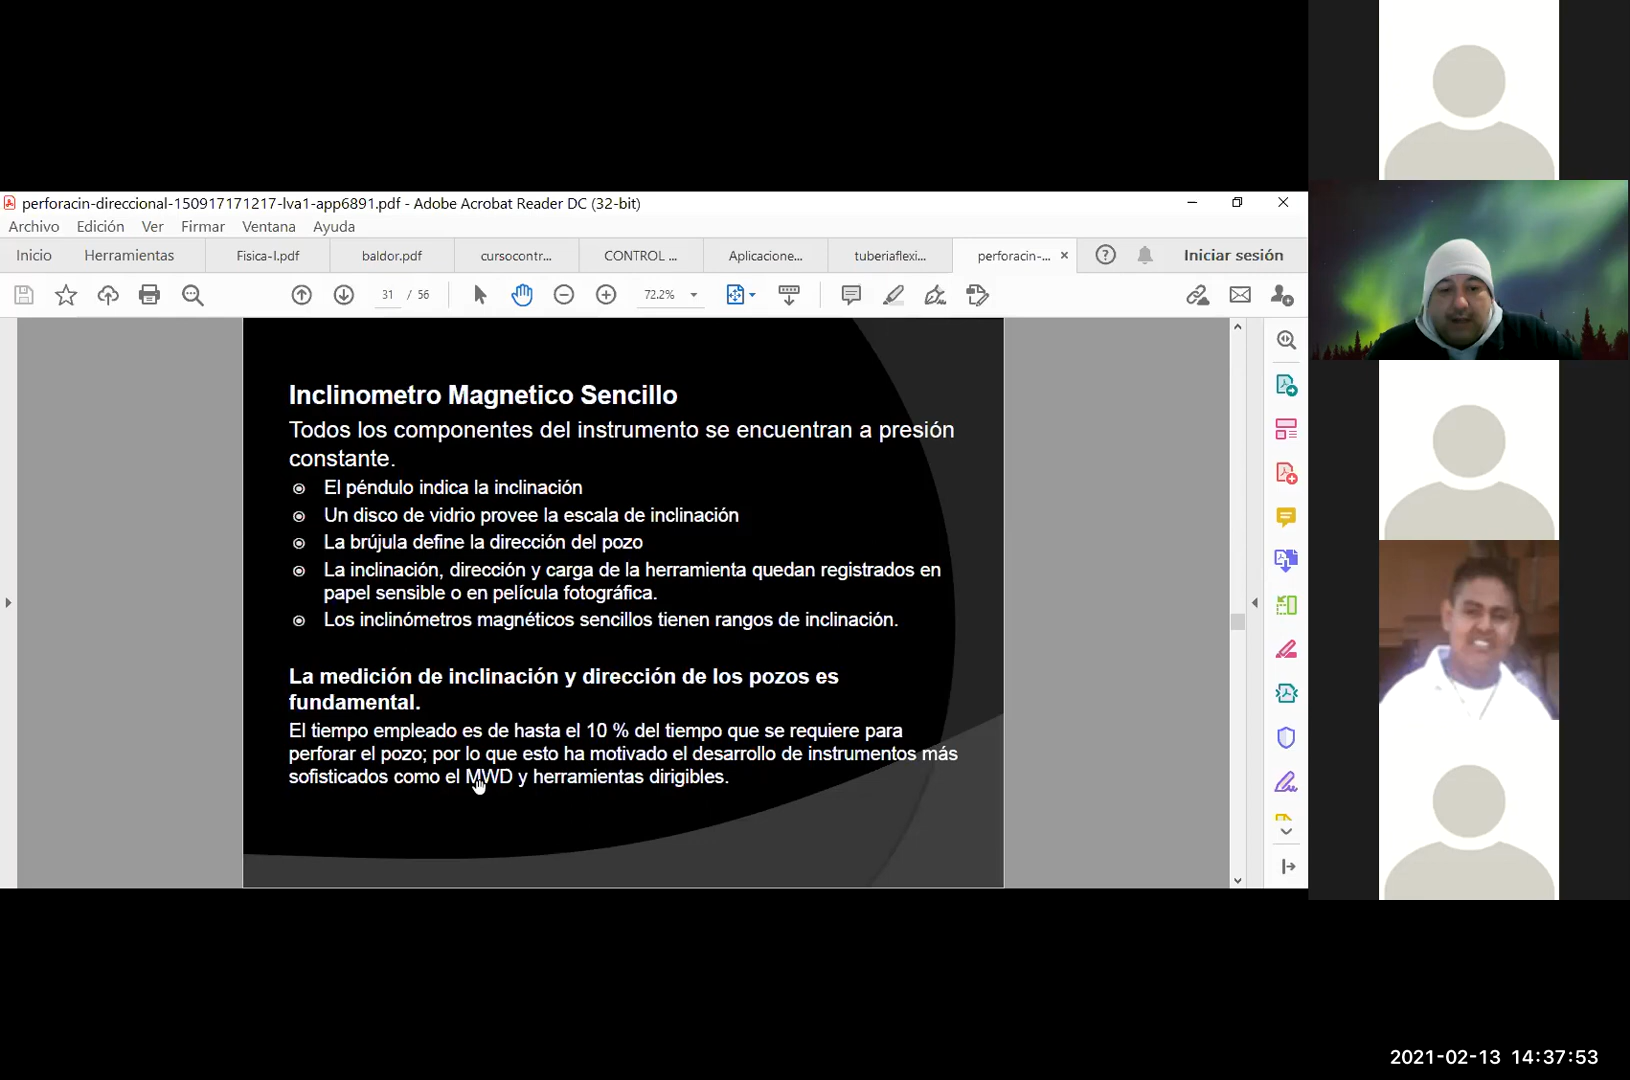 perforacin-direccional-150917171217-lva1-app6891.pdf - Adobe Acrobat Reader DC (32-bit)
Archivo Edición Ver Firmar Ventana Ayuda
Inicio Herramientas Fisica-I.pdf baldor.pdf cursocontr... CONTROL ... Aplicacione... tuberiaflexi... perforacin-... Iniciar sesión
31 / 56 72.2%
Inclinometro Magnetico Sencillo
Todos los componentes del instrumento se encuentran a presión
constante.
El péndulo indica la inclinación
Un disco de vidrio provee la escala de inclinación
La brújula define la dirección del pozo
La inclinación, dirección y carga de la herramienta quedan registrados en
papel sensible o en película fotográfica.
Los inclinómetros magnéticos sencillos tienen rangos de inclinación.
La medición de inclinación y dirección de los pozos es
fundamental.
El tiempo empleado es de hasta el 10 % del tiempo que se requiere para
perforar el pozo; por lo que esto ha motivado el desarrollo de instrumentos más
sofisticados como el MWD y herramientas dirigibles.
2021-02-13 14:37:53